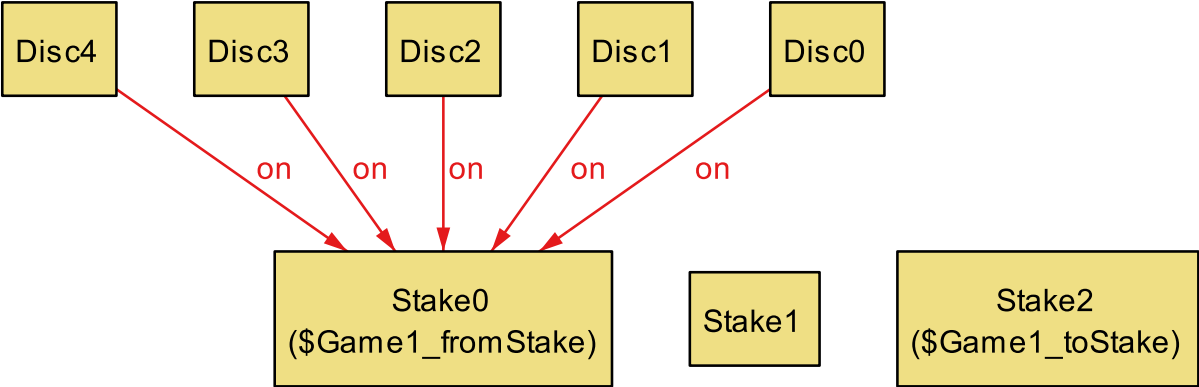 Disc4
Disc3
Disc2
Disc1
Disc0
on
on
on
on
on
Stake0
($Game1_fromStake)
Stake1
Stake2
($Game1_toStake)